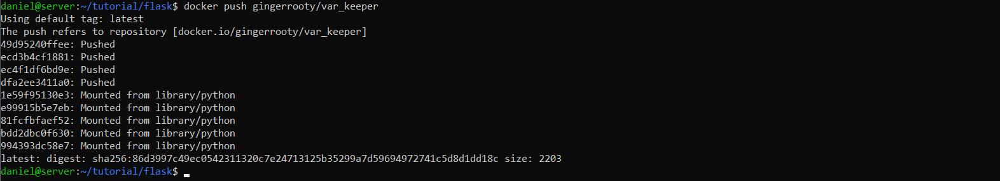 daniel@server:~/tutorial/flask$ docker push gingerrooty/var_keeper
Using default tag: latest
The push refers to repository [docker.io/gingerrooty/var_keeper]
49d95240ffee: Pushed
ecd3b4cf1881: Pushed
ec4f1df6bd9e: Pushed
dfa2ee3411a0: Pushed
1e59f95130e3: Mounted from library/python
e99915b5e7eb: Mounted from library/python
81fcfbfaef52: Mounted from library/python
bdd2dbc0f630: Mounted from library/python
994393dc58e7: Mounted from library/python
latest: digest: sha256:86d3997c49ec0542311320c7e24713125b35299a7d59694972741c5d8d1dd18c size: 2203
daniel@server:~/tutorial/flask$